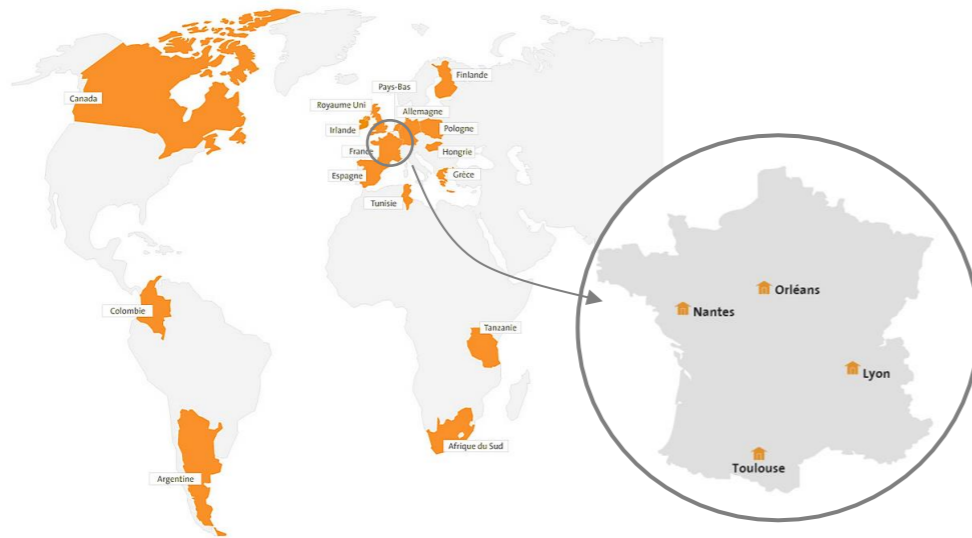 Finlande
Pays-Bas
Canada
Royaume Uni
Allemagne
Irlande
Pologne
France
Hongrie
Espagne
Grèce
Tunisie
Orléans
Colombie
Nantes
Tanzanie
Lyon
Afrique du Sud
Toulouse
Argentine